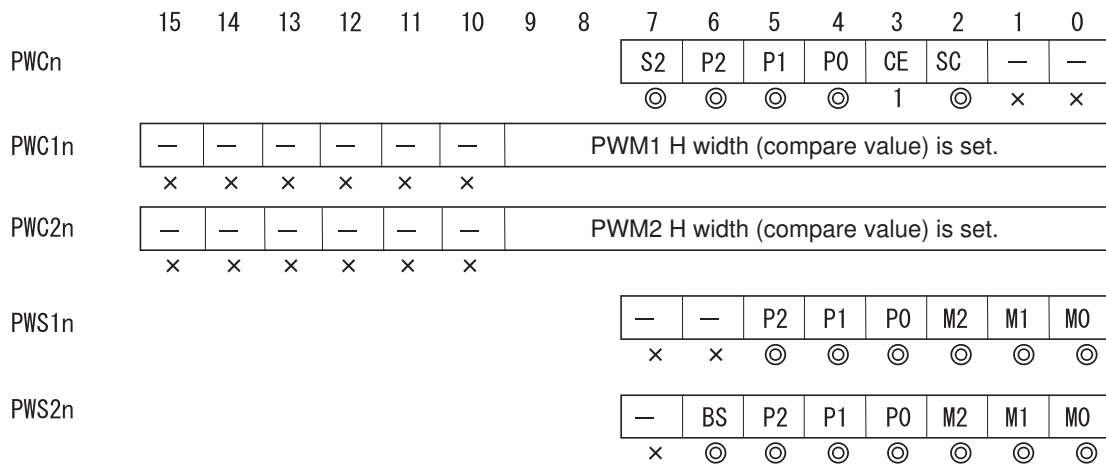 15 14 13 12 11 10 9 8 7 6 5 4 3 2 1 0
PWCn S2 P2 P1 P0 CE SC — —
◎ ◎ ◎ ◎ 1 ◎ × ×
PWC1n — — — — — — PWM1 H width (compare value) is set.
× × × × × ×
PWC2n — — — — — — PWM2 H width (compare value) is set.
× × × × × ×
PWS1n — — P2 P1 P0 M2 M1 M0
× × ◎ ◎ ◎ ◎ ◎ ◎
PWS2n — BS P2 P1 P0 M2 M1 M0
× ◎ ◎ ◎ ◎ ◎ ◎ ◎